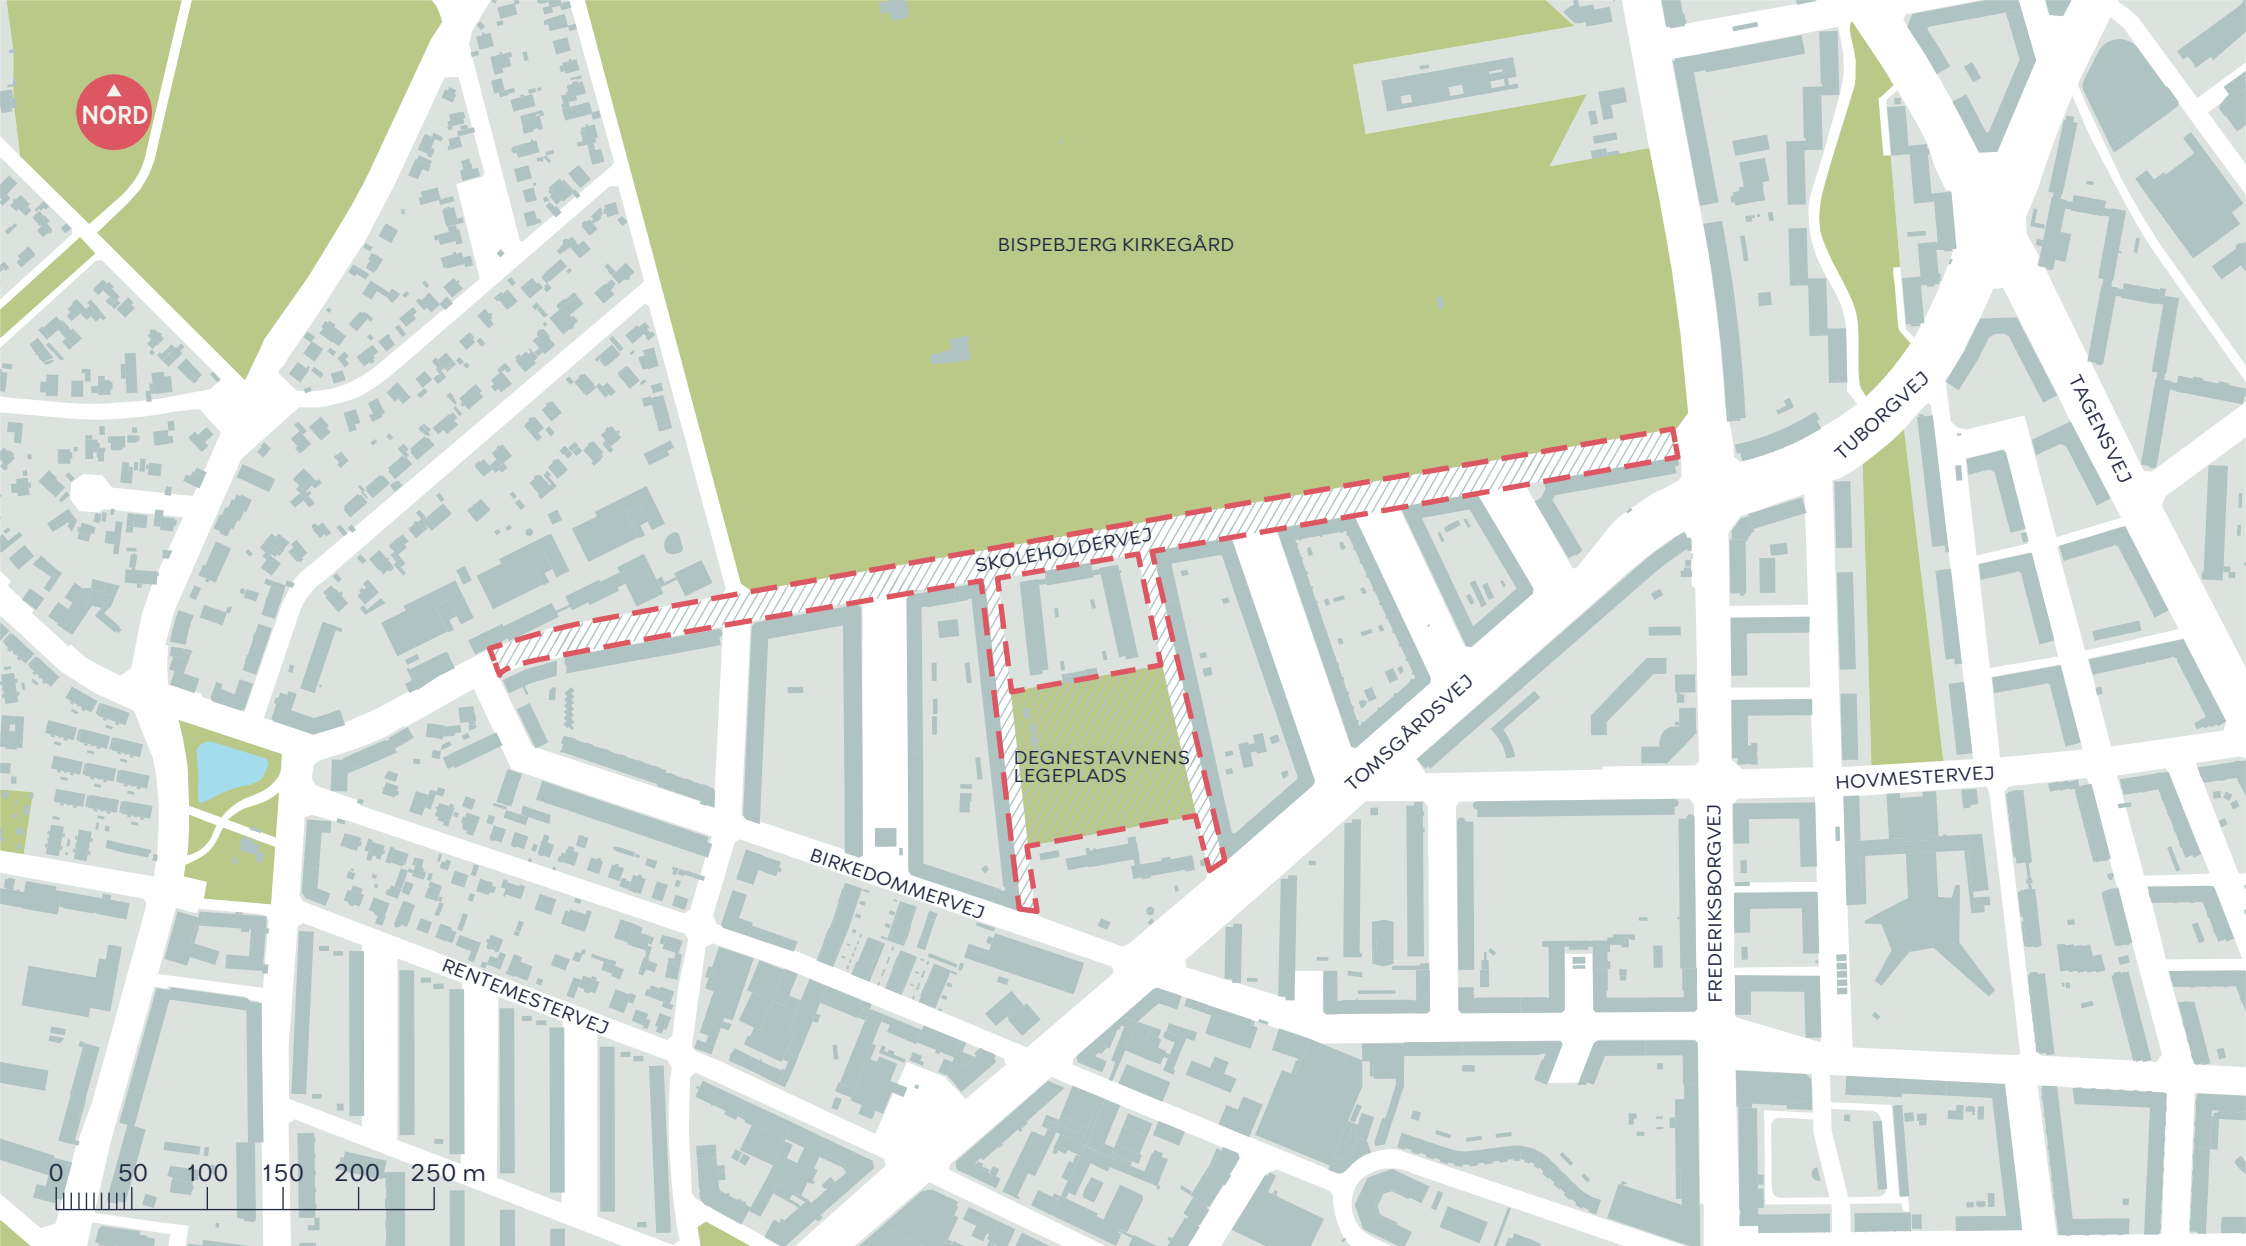 NORD
BISPEBJERG KIRKEGÅRD
TUBORGVEJ
TAGENSVEJ
SKOLEHOLDERVEJ
DEGNESTAVNENS
LEGEPLADS
TOMSGÅRDSVEJ
HOVMESTERVEJ
FREDERIKSBORGVEJ
BIRKEDOMMERVEJ
RENTEMESTERVEJ
0 50 100 150 200 250 m